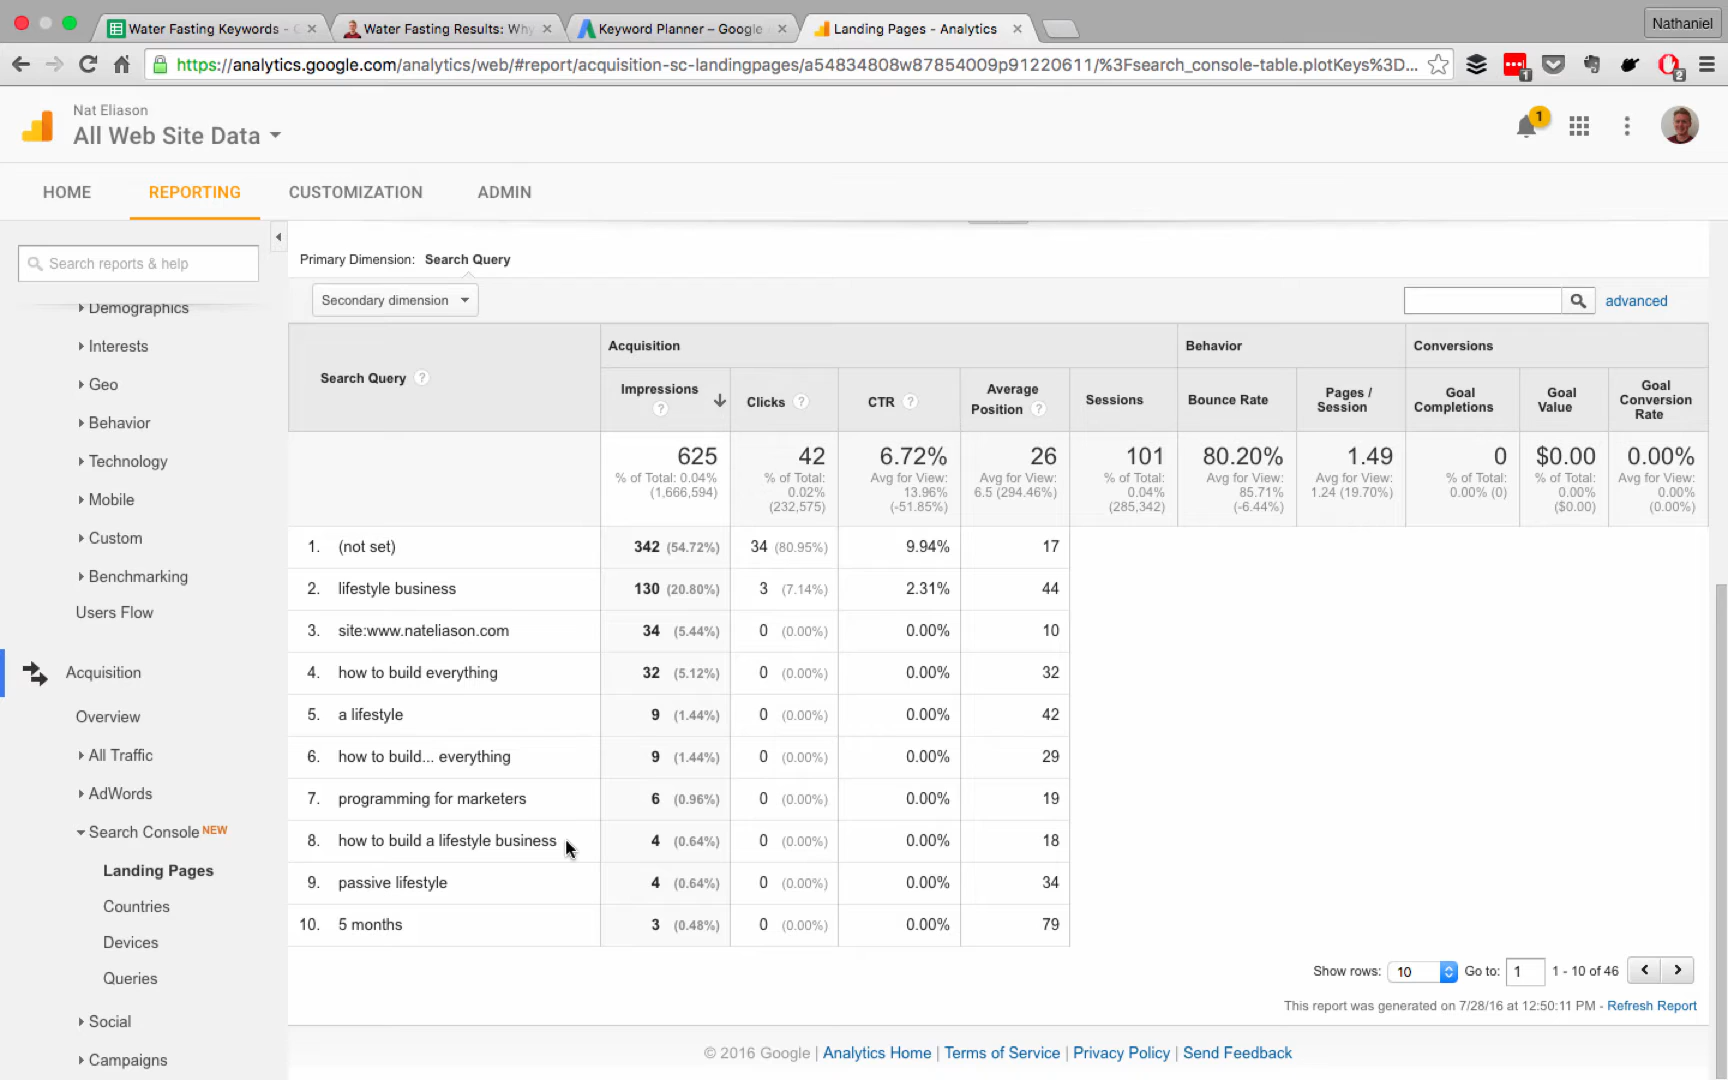 Water Fasting Keywords -
Water Fasting Results: Why
Keyword Planner – Google
Landing Pages - Analytics
Nathaniel
https://analytics.google.com/analytics/web/#report/acquisition-sc-landingpages/a54834808w87854009p91220611/%3Fsearch_console-table.plotKeys%3D...
1
2
Nat Eliason
All Web Site Data
1
HOME
REPORTING
CUSTOMIZATION
ADMIN
Search reports & help
Demographics
Interests
Geo
Behavior
Technology
Mobile
Custom
Benchmarking
Users Flow
Acquisition
Overview
All Traffic
AdWords
Search Console NEW
Landing Pages
Countries
Devices
Queries
Social
Campaigns
Primary Dimension: Search Query
Secondary dimension
advanced
Search Query ?
Acquisition
Behavior
Conversions
Impressions ?
Clicks ?
CTR ?
Average
Position ?
Sessions
Bounce Rate
Pages /
Session
Goal
Completions
Goal
Value
Goal
Conversion
Rate
625
% of Total: 0.04%
(1,666,594)
42
% of Total:
0.02%
(232,575)
6.72%
Avg for View:
13.96%
(-51.85%)
26
Avg for View:
6.5 (294.46%)
101
% of Total:
0.04%
(285,342)
80.20%
Avg for View:
85.71%
(-6.44%)
1.49
Avg for View:
1.24 (19.70%)
0
% of Total:
0.00% (0)
$0.00
% of Total:
0.00%
($0.00)
0.00%
Avg for View:
0.00%
(0.00%)
1. (not set) 342 (54.72%) 34 (80.95%) 9.94% 17
2. lifestyle business 130 (20.80%) 3 (7.14%) 2.31% 44
3. site:www.nateliason.com 34 (5.44%) 0 (0.00%) 0.00% 10
4. how to build everything 32 (5.12%) 0 (0.00%) 0.00% 32
5. a lifestyle 9 (1.44%) 0 (0.00%) 0.00% 42
6. how to build... everything 9 (1.44%) 0 (0.00%) 0.00% 29
7. programming for marketers 6 (0.96%) 0 (0.00%) 0.00% 19
8. how to build a lifestyle business 4 (0.64%) 0 (0.00%) 0.00% 18
9. passive lifestyle 4 (0.64%) 0 (0.00%) 0.00% 34
10. 5 months 3 (0.48%) 0 (0.00%) 0.00% 79
Show rows: 10 Go to: 1 1 - 10 of 46
This report was generated on 7/28/16 at 12:50:11 PM - Refresh Report
© 2016 Google | Analytics Home | Terms of Service | Privacy Policy | Send Feedback